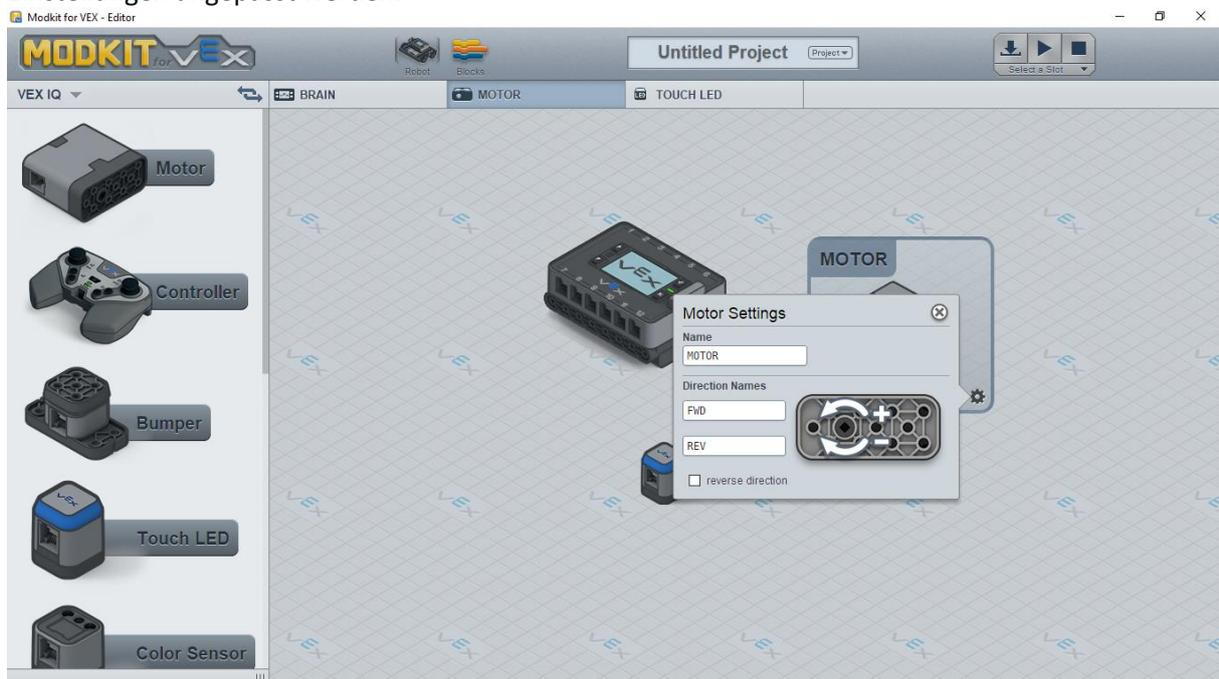 Modkit for VEX - Editor
MODKIT for VEX
Robot
Blocks
Untitled Project
Project
Select a Slot
VEX IQ
BRAIN
MOTOR
TOUCH LED
Motor
Controller
Bumper
Touch LED
Color Sensor
MOTOR
Motor Settings
Name
MOTOR
Direction Names
FWD
REV
+
-
reverse direction
VEX